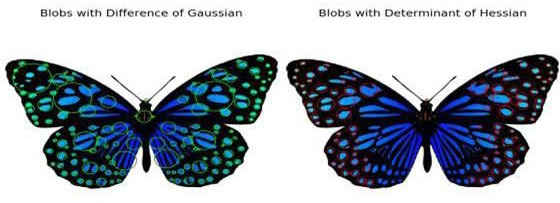 Blobs with Difference of Gaussian
Blobs with Determinant of Hessian